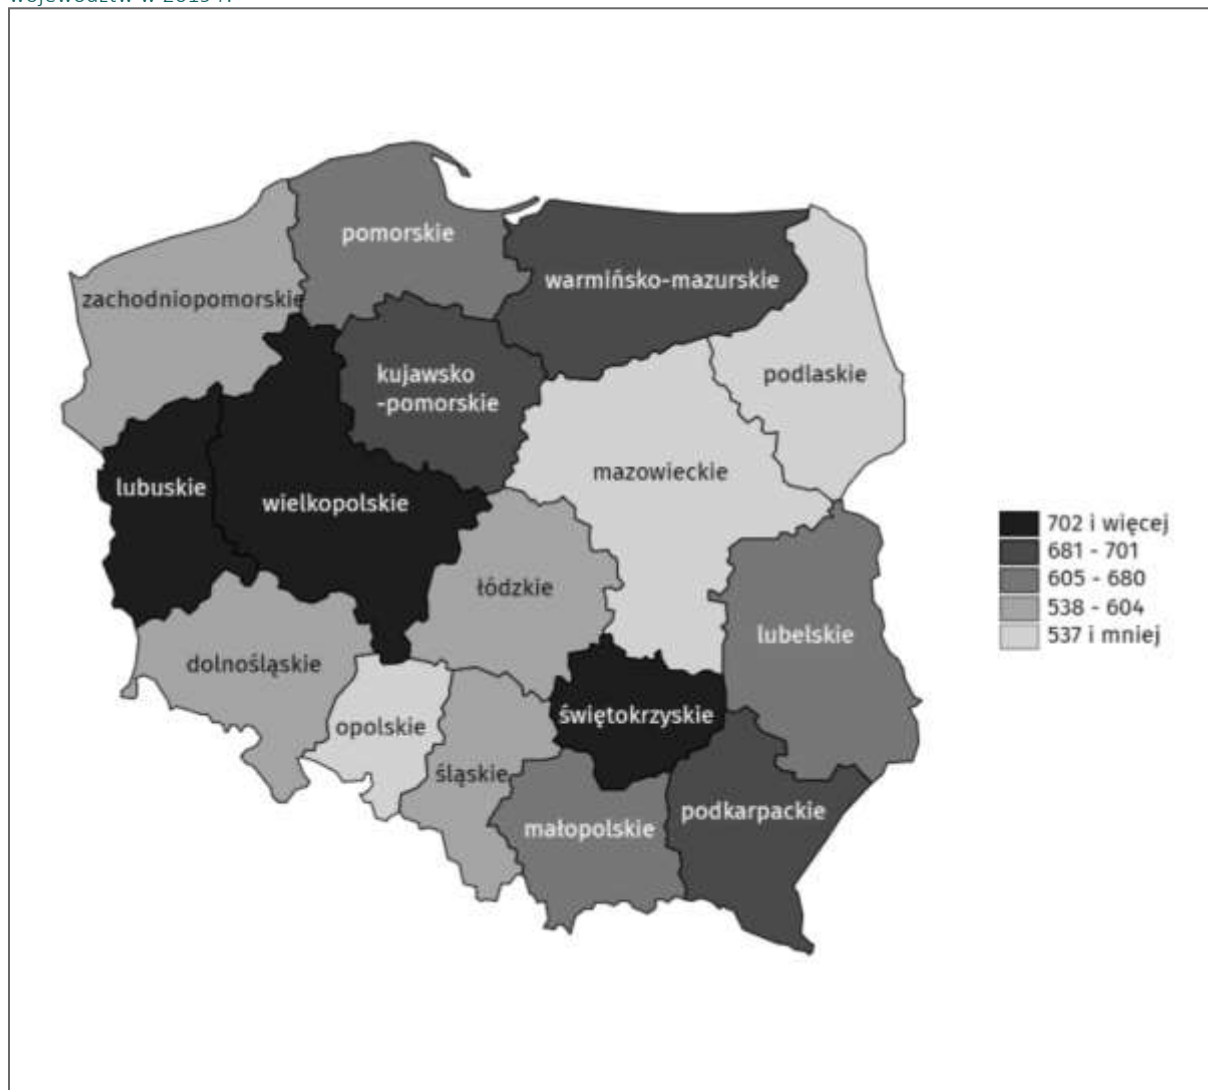 pomorskie
warmińsko-mazurskie
zachodniopomorskie
podlaskie
kujawsko
-pomorskie
mazowieckie
lubuskie
wielkopolskie
702 i więcej
681 - 701
605 - 680
538 - 604
537 i mniej
łódzkie
lubelskie
dolnośląskie
świętokrzyskie
opolskie
śląskie
podkarpackie
małopolskie